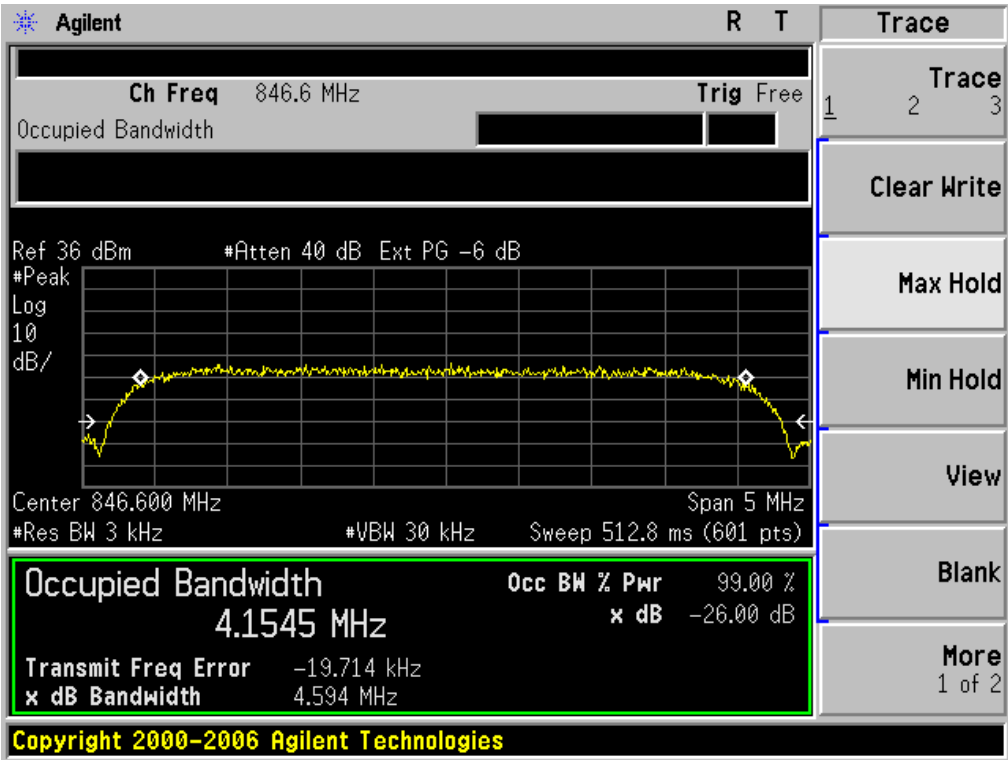 Agilent R T Trace
Ch Freq 846.6 MHz Trig Free
Occupied Bandwidth
Trace
1 2 3
Clear Write
Max Hold
Min Hold
View
Blank
More
1 of 2
Ref 36 dBm #Atten 40 dB Ext PG -6 dB
#Peak
Log
10
dB/
Center 846.600 MHz Span 5 MHz
#Res BW 3 kHz #VBW 30 kHz Sweep 512.8 ms (601 pts)
Occupied Bandwidth Occ BW % Pwr 99.00 %
4.1545 MHz x dB -26.00 dB
Transmit Freq Error -19.714 kHz
x dB Bandwidth 4.594 MHz
Copyright 2000-2006 Agilent Technologies